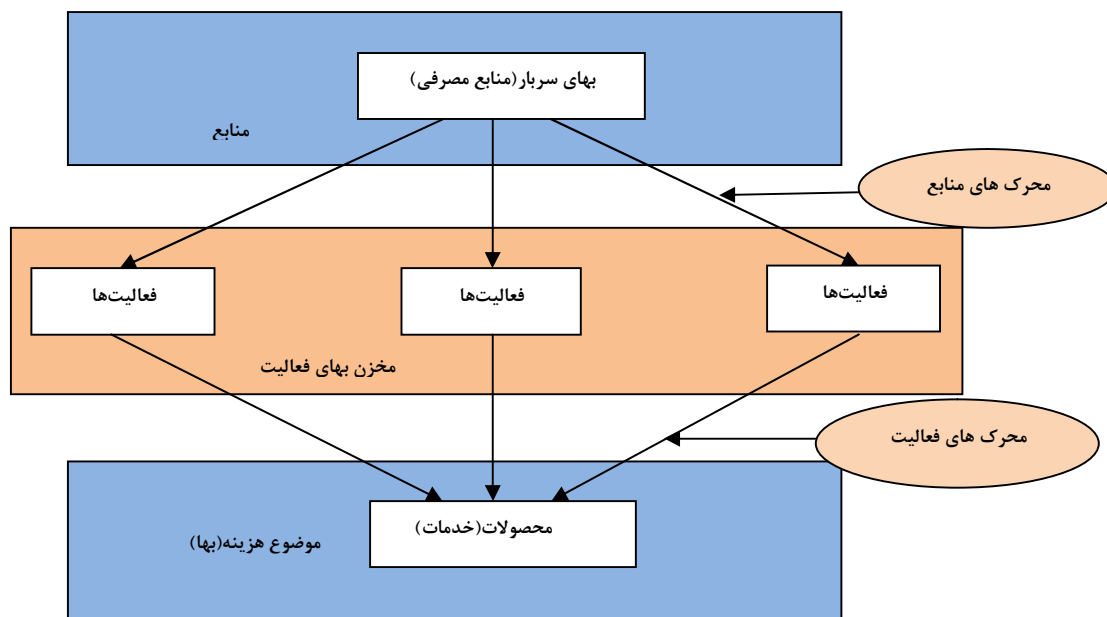 بهای سربار(منابع مصرفی)
منابع
محرک های منابع
فعالیت‌ها
فعالیت‌ها
فعالیت‌ها
مخزن بهای فعالیت
محرک های فعالیت
محصولات(خدمات)
موضوع هزینه(بها)